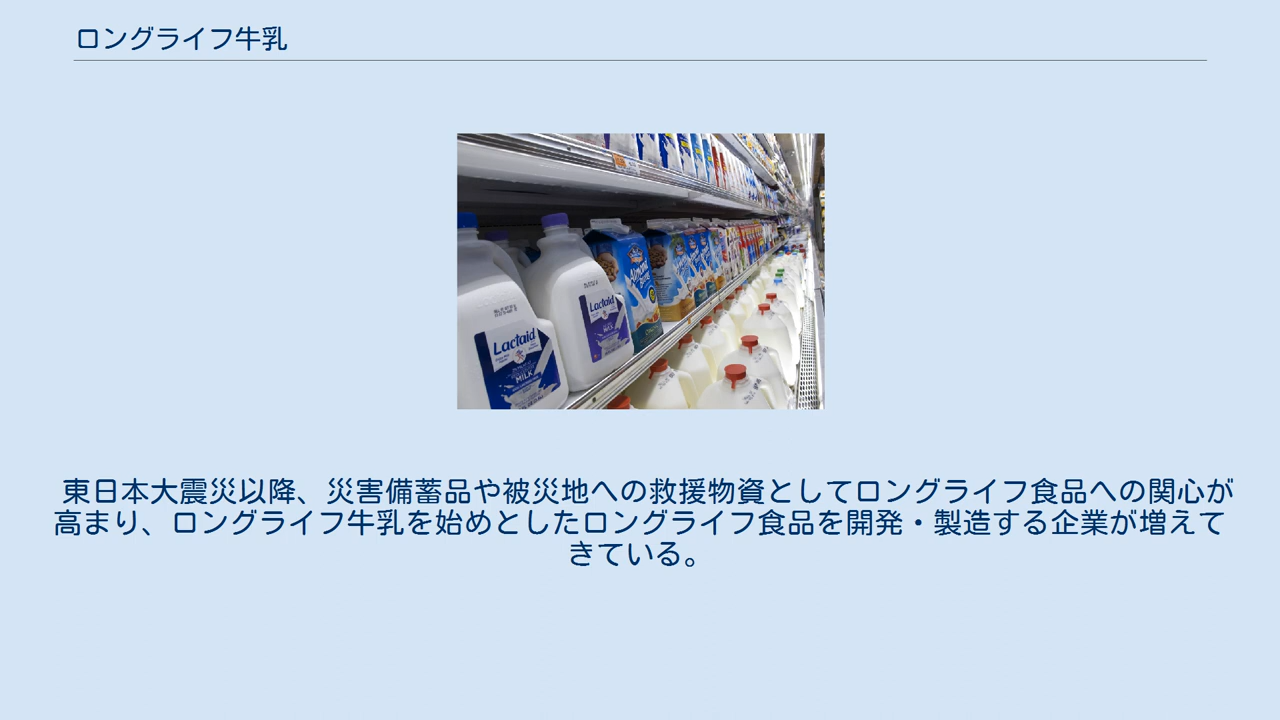 ロングライフ牛乳
Lactaid
MILK
Lactaid
Almond
東日本大震災以降、災害備蓄品や被災地への救援物資としてロングライフ食品への関心が
高まり、ロングライフ牛乳を始めとしたロングライフ食品を開発・製造する企業が増えて
きている。